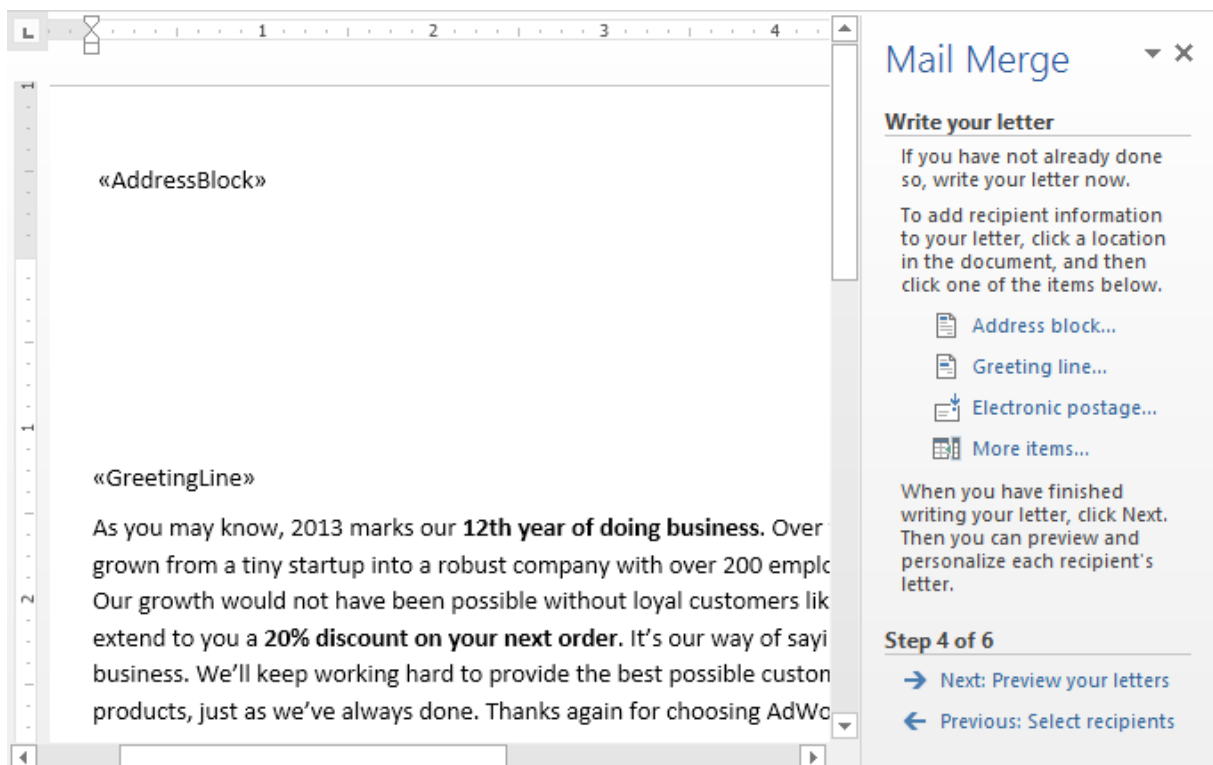 L
1 2 3 4
Mail Merge
Write your letter
If you have not already done
so, write your letter now.
To add recipient information
to your letter, click a location
in the document, and then
click one of the items below.
Address block...
Greeting line...
Electronic postage...
More items...
When you have finished
writing your letter, click Next.
Then you can preview and
personalize each recipient's
letter.
Step 4 of 6
Next: Preview your letters
Previous: Select recipients
1
1
2
«AddressBlock»
«GreetingLine»
As you may know, 2013 marks our 12th year of doing business. Over
grown from a tiny startup into a robust company with over 200
Our growth would not have been possible without loyal customers
extend to you a 20% discount on your next order. It’s our way of
business. We’ll keep working hard to provide the best possible
products, just as we’ve always done. Thanks again for choosing